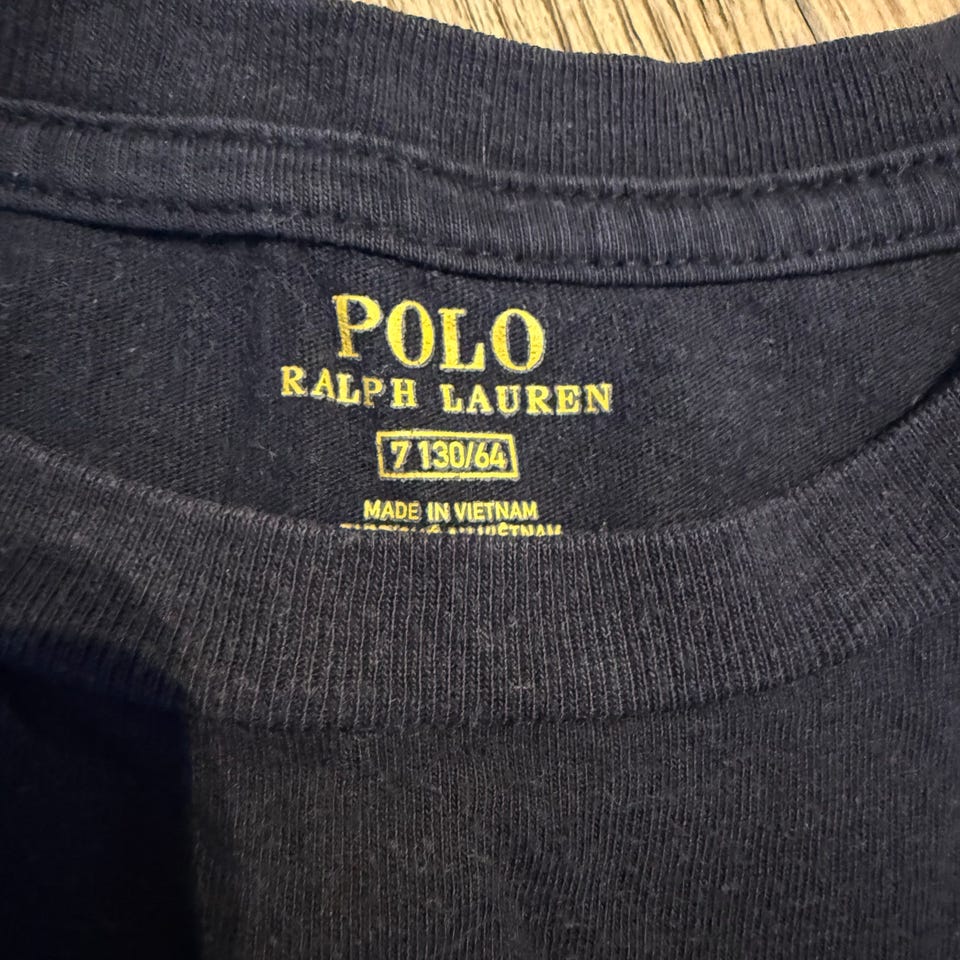 POLO
RALPH LAUREN
7 130/64
MADE IN VIETNAM